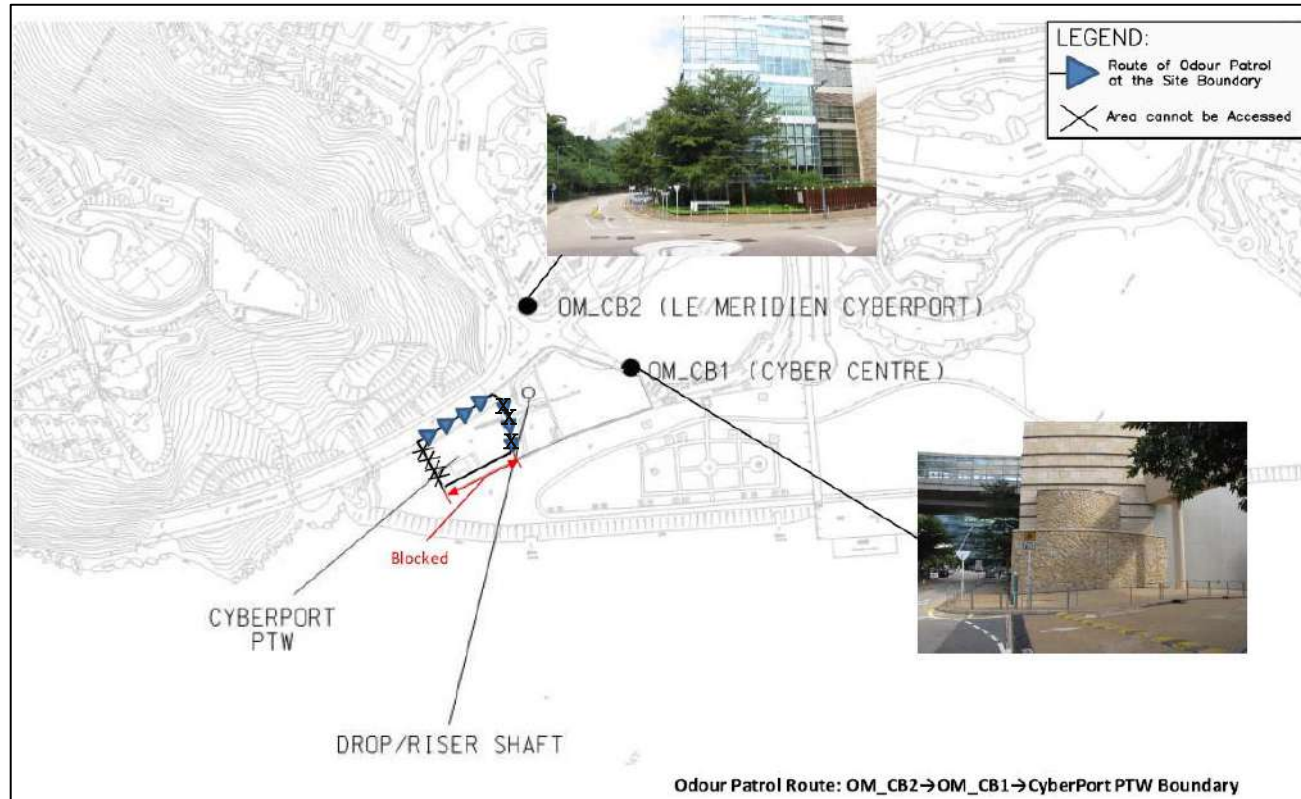 LEGEND:
Route of Odour Patrol
at the Site Boundary
Area cannot be Accessed
OM_CB2 (LE MERIDIEN CYBERPORT)
OM_CB1 (CYBER CENTRE)
X
X
X
Blocked
CYBERPORT
PTW
DROP/RISER SHAFT
Odour Patrol Route: OM_CB2→OM_CB1→CyberPort PTW Boundary